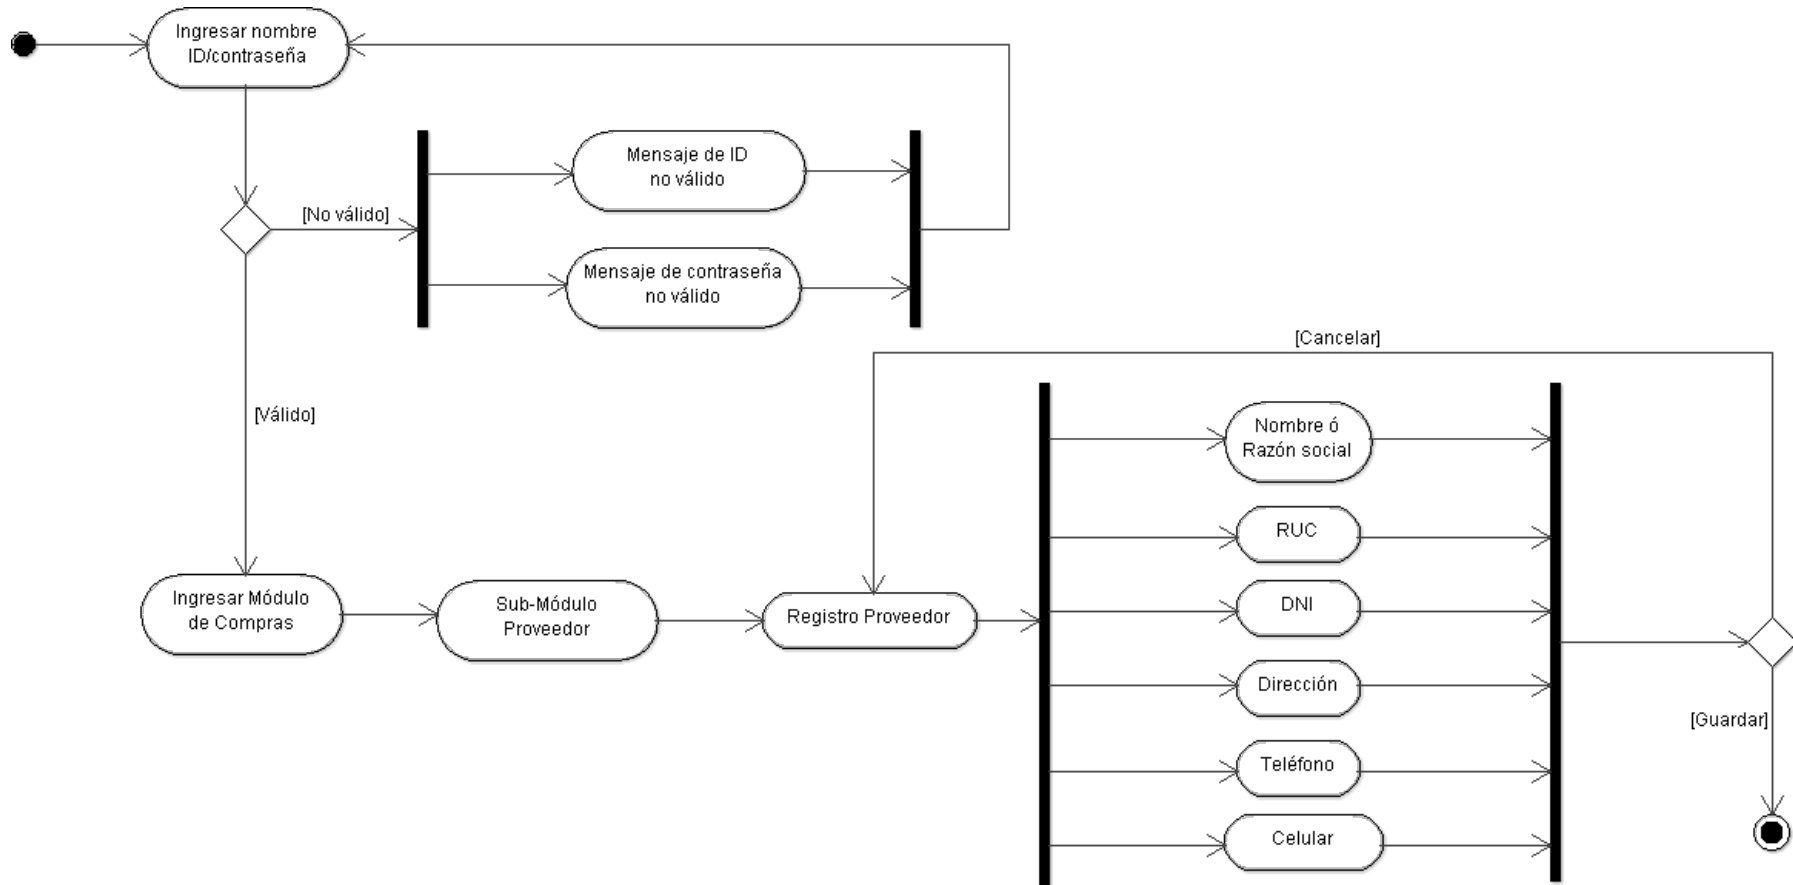 Ingresar nombre
ID/contraseña
Mensaje de ID
no válido
[No válido]
Mensaje de contraseña
no válido
[Cancelar]
[Válido]
Nombre ó
Razón social
RUC
Ingresar Módulo
de Compras
Sub-Módulo
Proveedor
Registro Proveedor
DNI
Dirección
[Guardar]
Teléfono
Celular